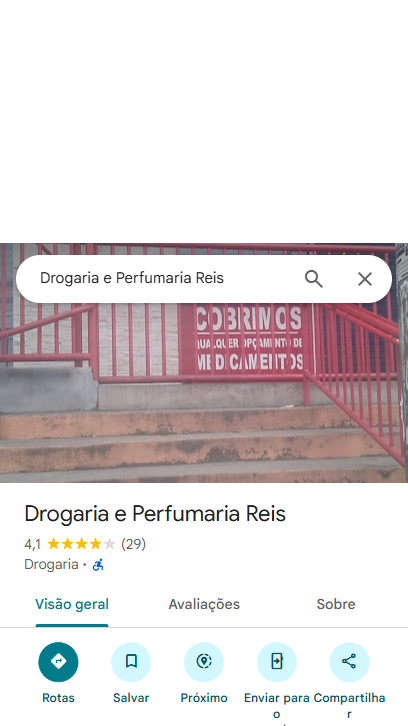 Drogaria e Perfumaria Reis
COBRIMOS
QUALQUER ORÇAMENTO DE
MEDICAMENTOS
Drogaria e Perfumaria Reis
4,1 (29)
Drogaria ·
Visão geral Avaliações Sobre
Rotas Salvar Próximo Enviar para o Compartilhar